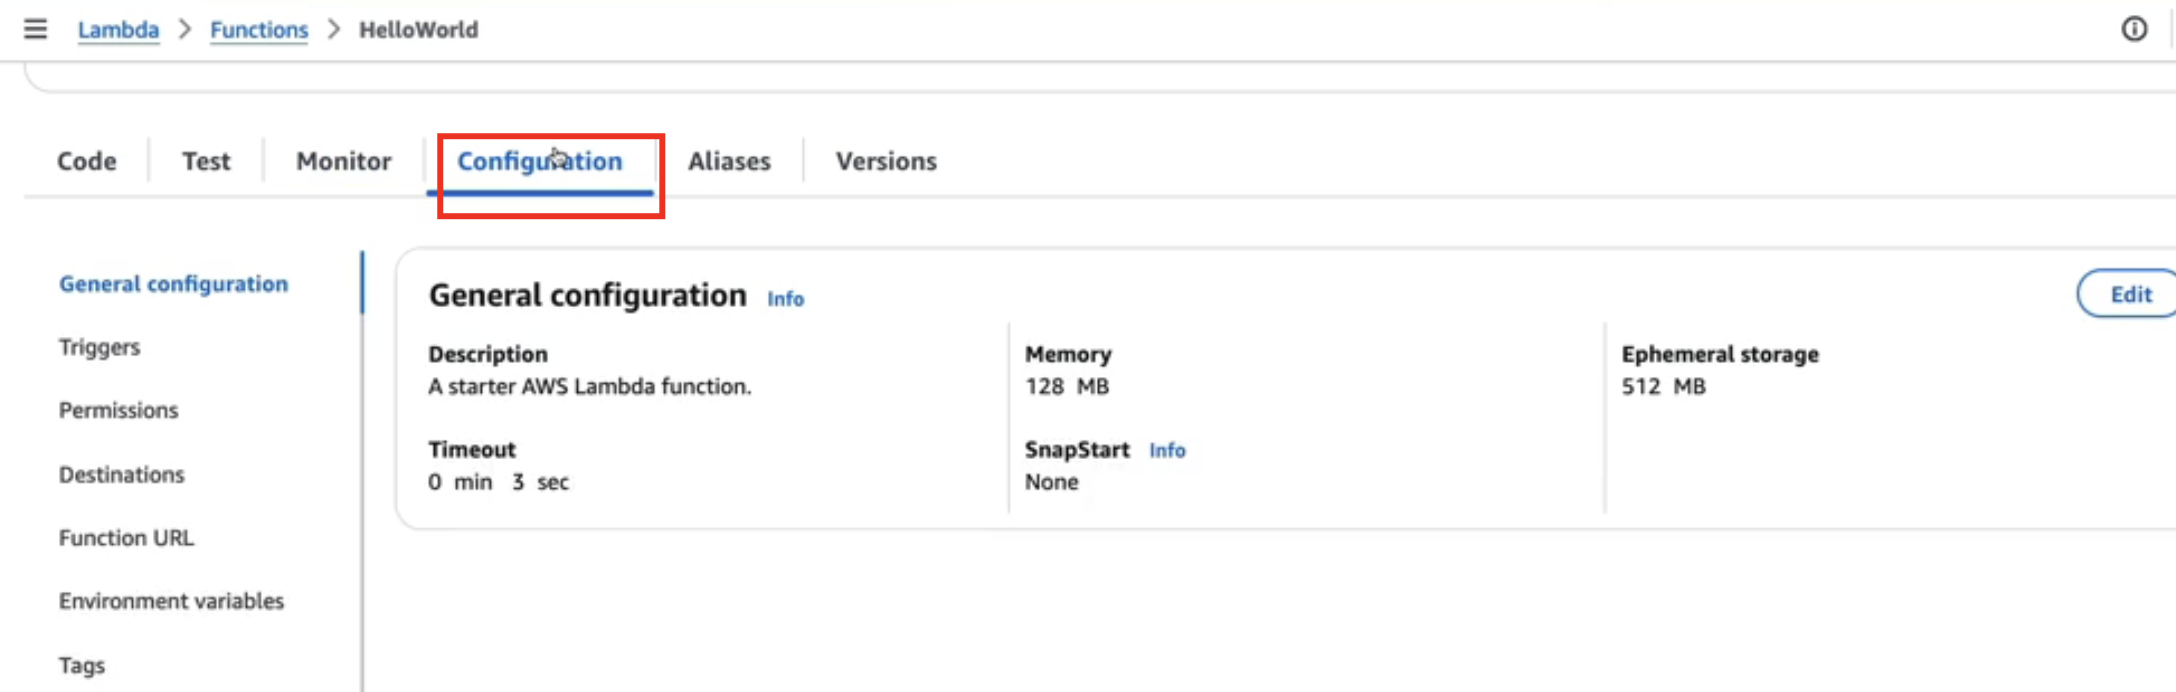 Lambda > Functions > HelloWorld
Code Test Monitor Configuration Aliases Versions
General configuration
Triggers
Permissions
Destinations
Function URL
Environment variables
Tags
General configuration Info
Edit
Description
A starter AWS Lambda function.
Memory
128 MB
Ephemeral storage
512 MB
Timeout
0 min 3 sec
SnapStart Info
None